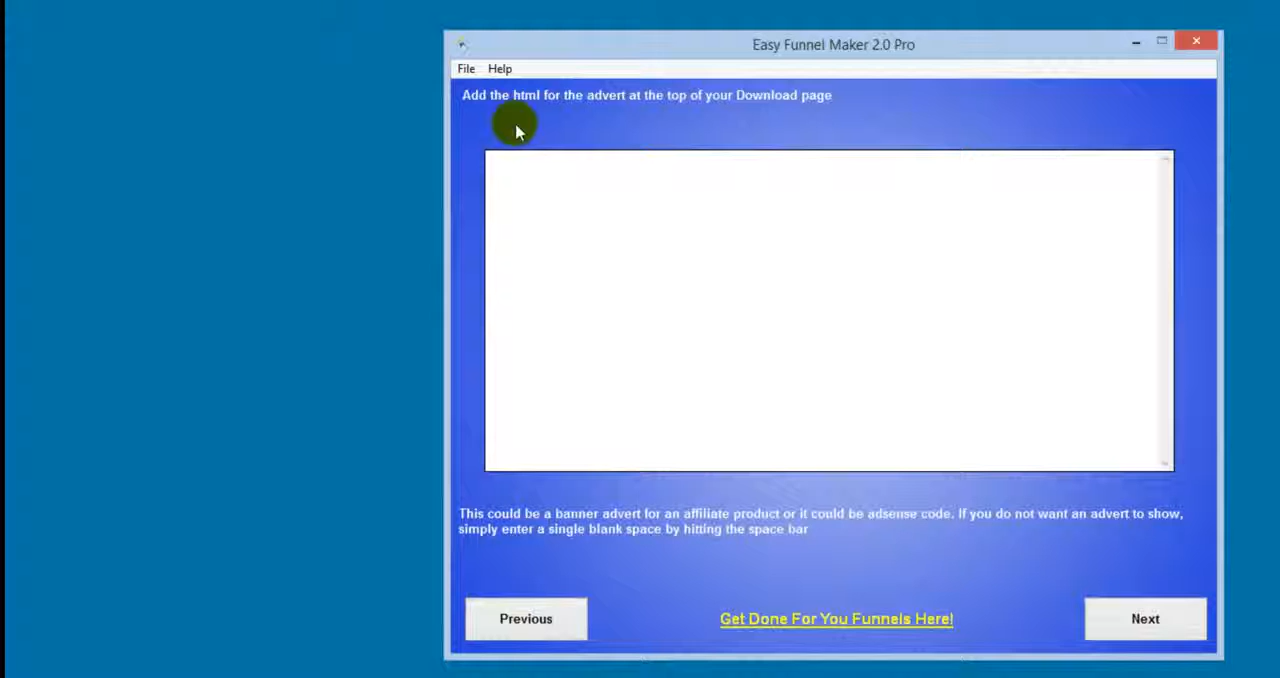 Easy Funnel Maker 2.0 Pro
File Help
Add the html for the advert at the top of your Download page
This could be a banner advert for an affiliate product or it could be adsense code. If you do not want an advert to show,
simply enter a single blank space by hitting the space bar
Previous
Get Done For You Funnels Here!
Next